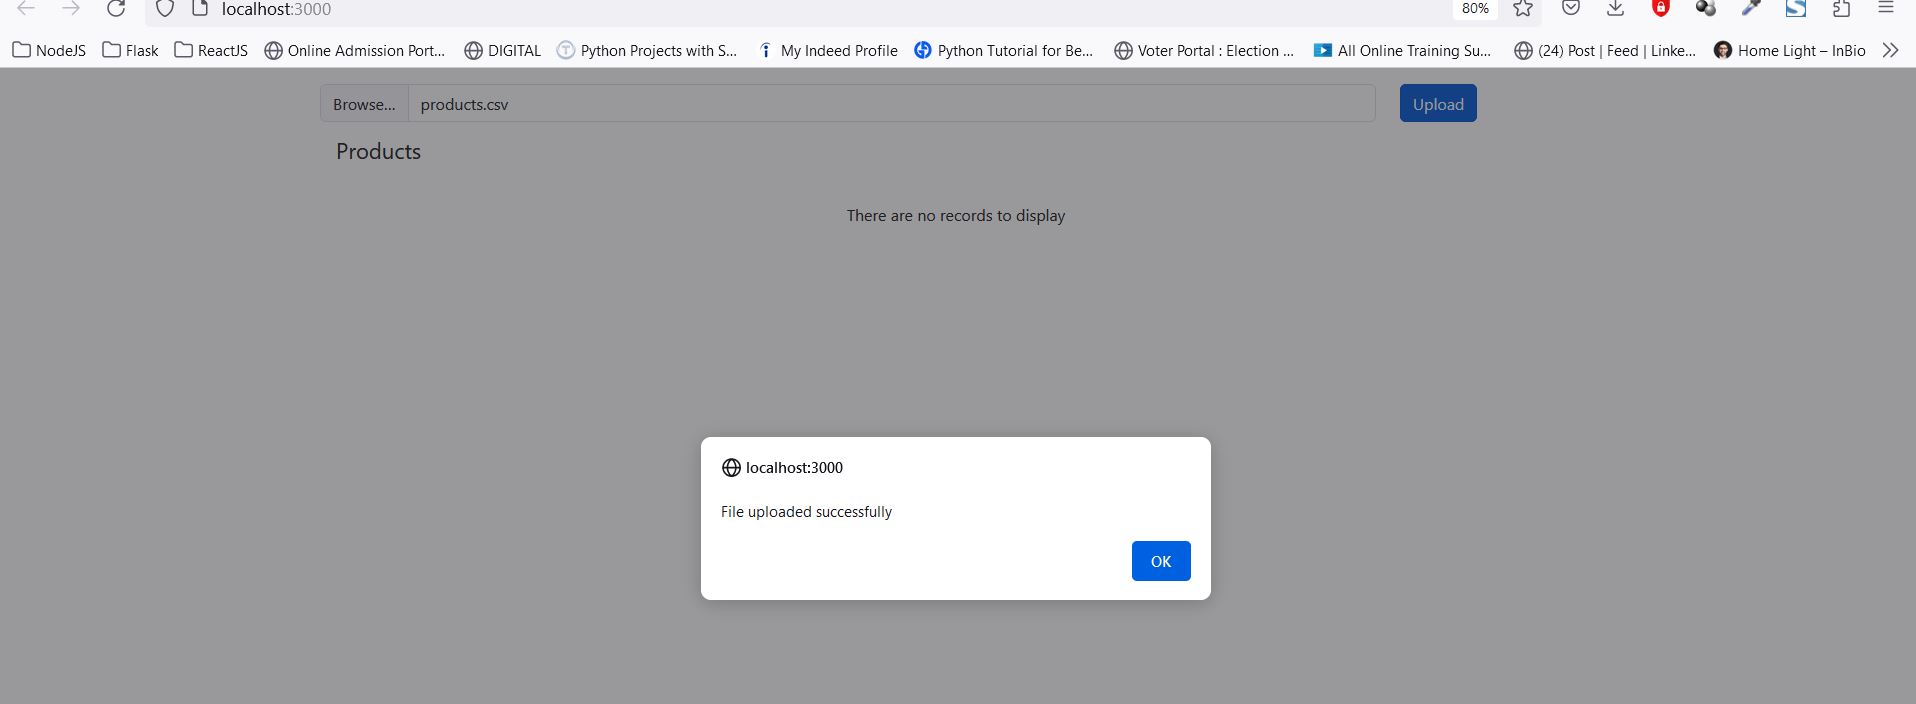 localhost:3000
80%
NodeJS Flask ReactJS Online Admission Port... DIGITAL Python Projects with S... My Indeed Profile Python Tutorial for Be... Voter Portal : Election ... All Online Training Su... (24) Post | Feed | Linke... Home Light – InBio
Browse... products.csv Upload
Products
There are no records to display
localhost:3000
File uploaded successfully
OK